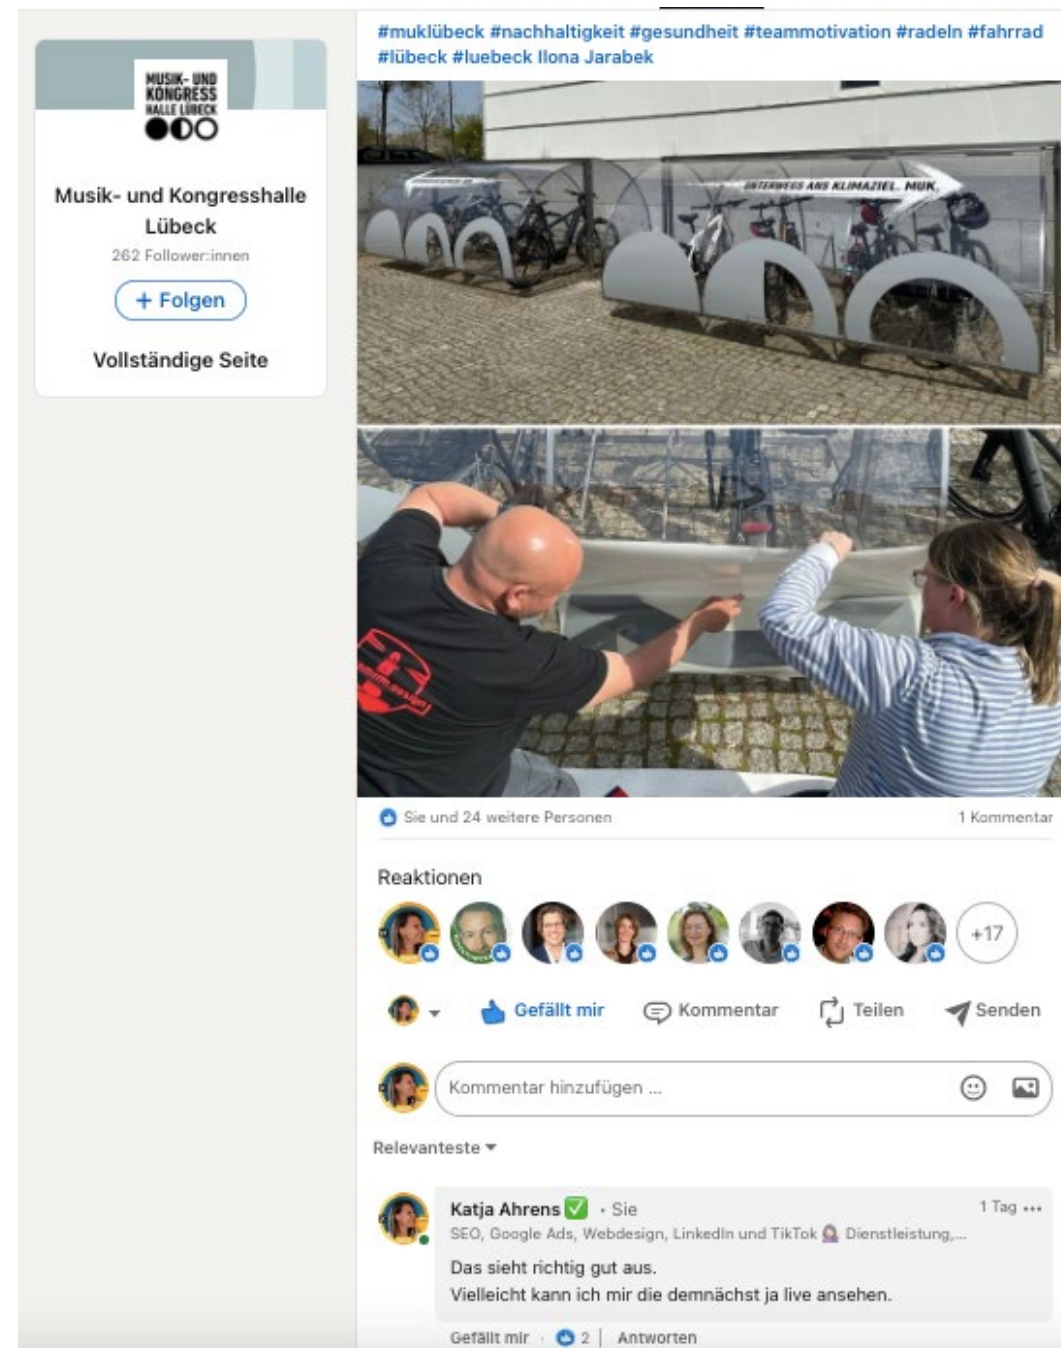 #muklübeck #nachhaltigkeit #gesundheit #teammotivation #radeln #fahrrad
#lübeck #luebeck Ilona Jarabek
MUSIK- UND
KONGRESS
HALLE LÜBECK
Musik- und Kongresshalle
Lübeck
262 Follower:innen
+ Folgen
Vollständige Seite
UNTERWEGS ANS KLIMAZIEL. MUK.
Sie und 24 weitere Personen
1 Kommentar
Reaktionen
+17
Gefällt mir
Kommentar
Teilen
Senden
Kommentar hinzufügen ...
Relevanteste
Katja Ahrens ✅ • Sie
1 Tag •••
SEO, Google Ads, Webdesign, LinkedIn und TikTok 🙋🏻‍♀️ Dienstleistung,...
Das sieht richtig gut aus.
Vielleicht kann ich mir die demnächst ja live ansehen.
Gefällt mir · 2 | Antworten